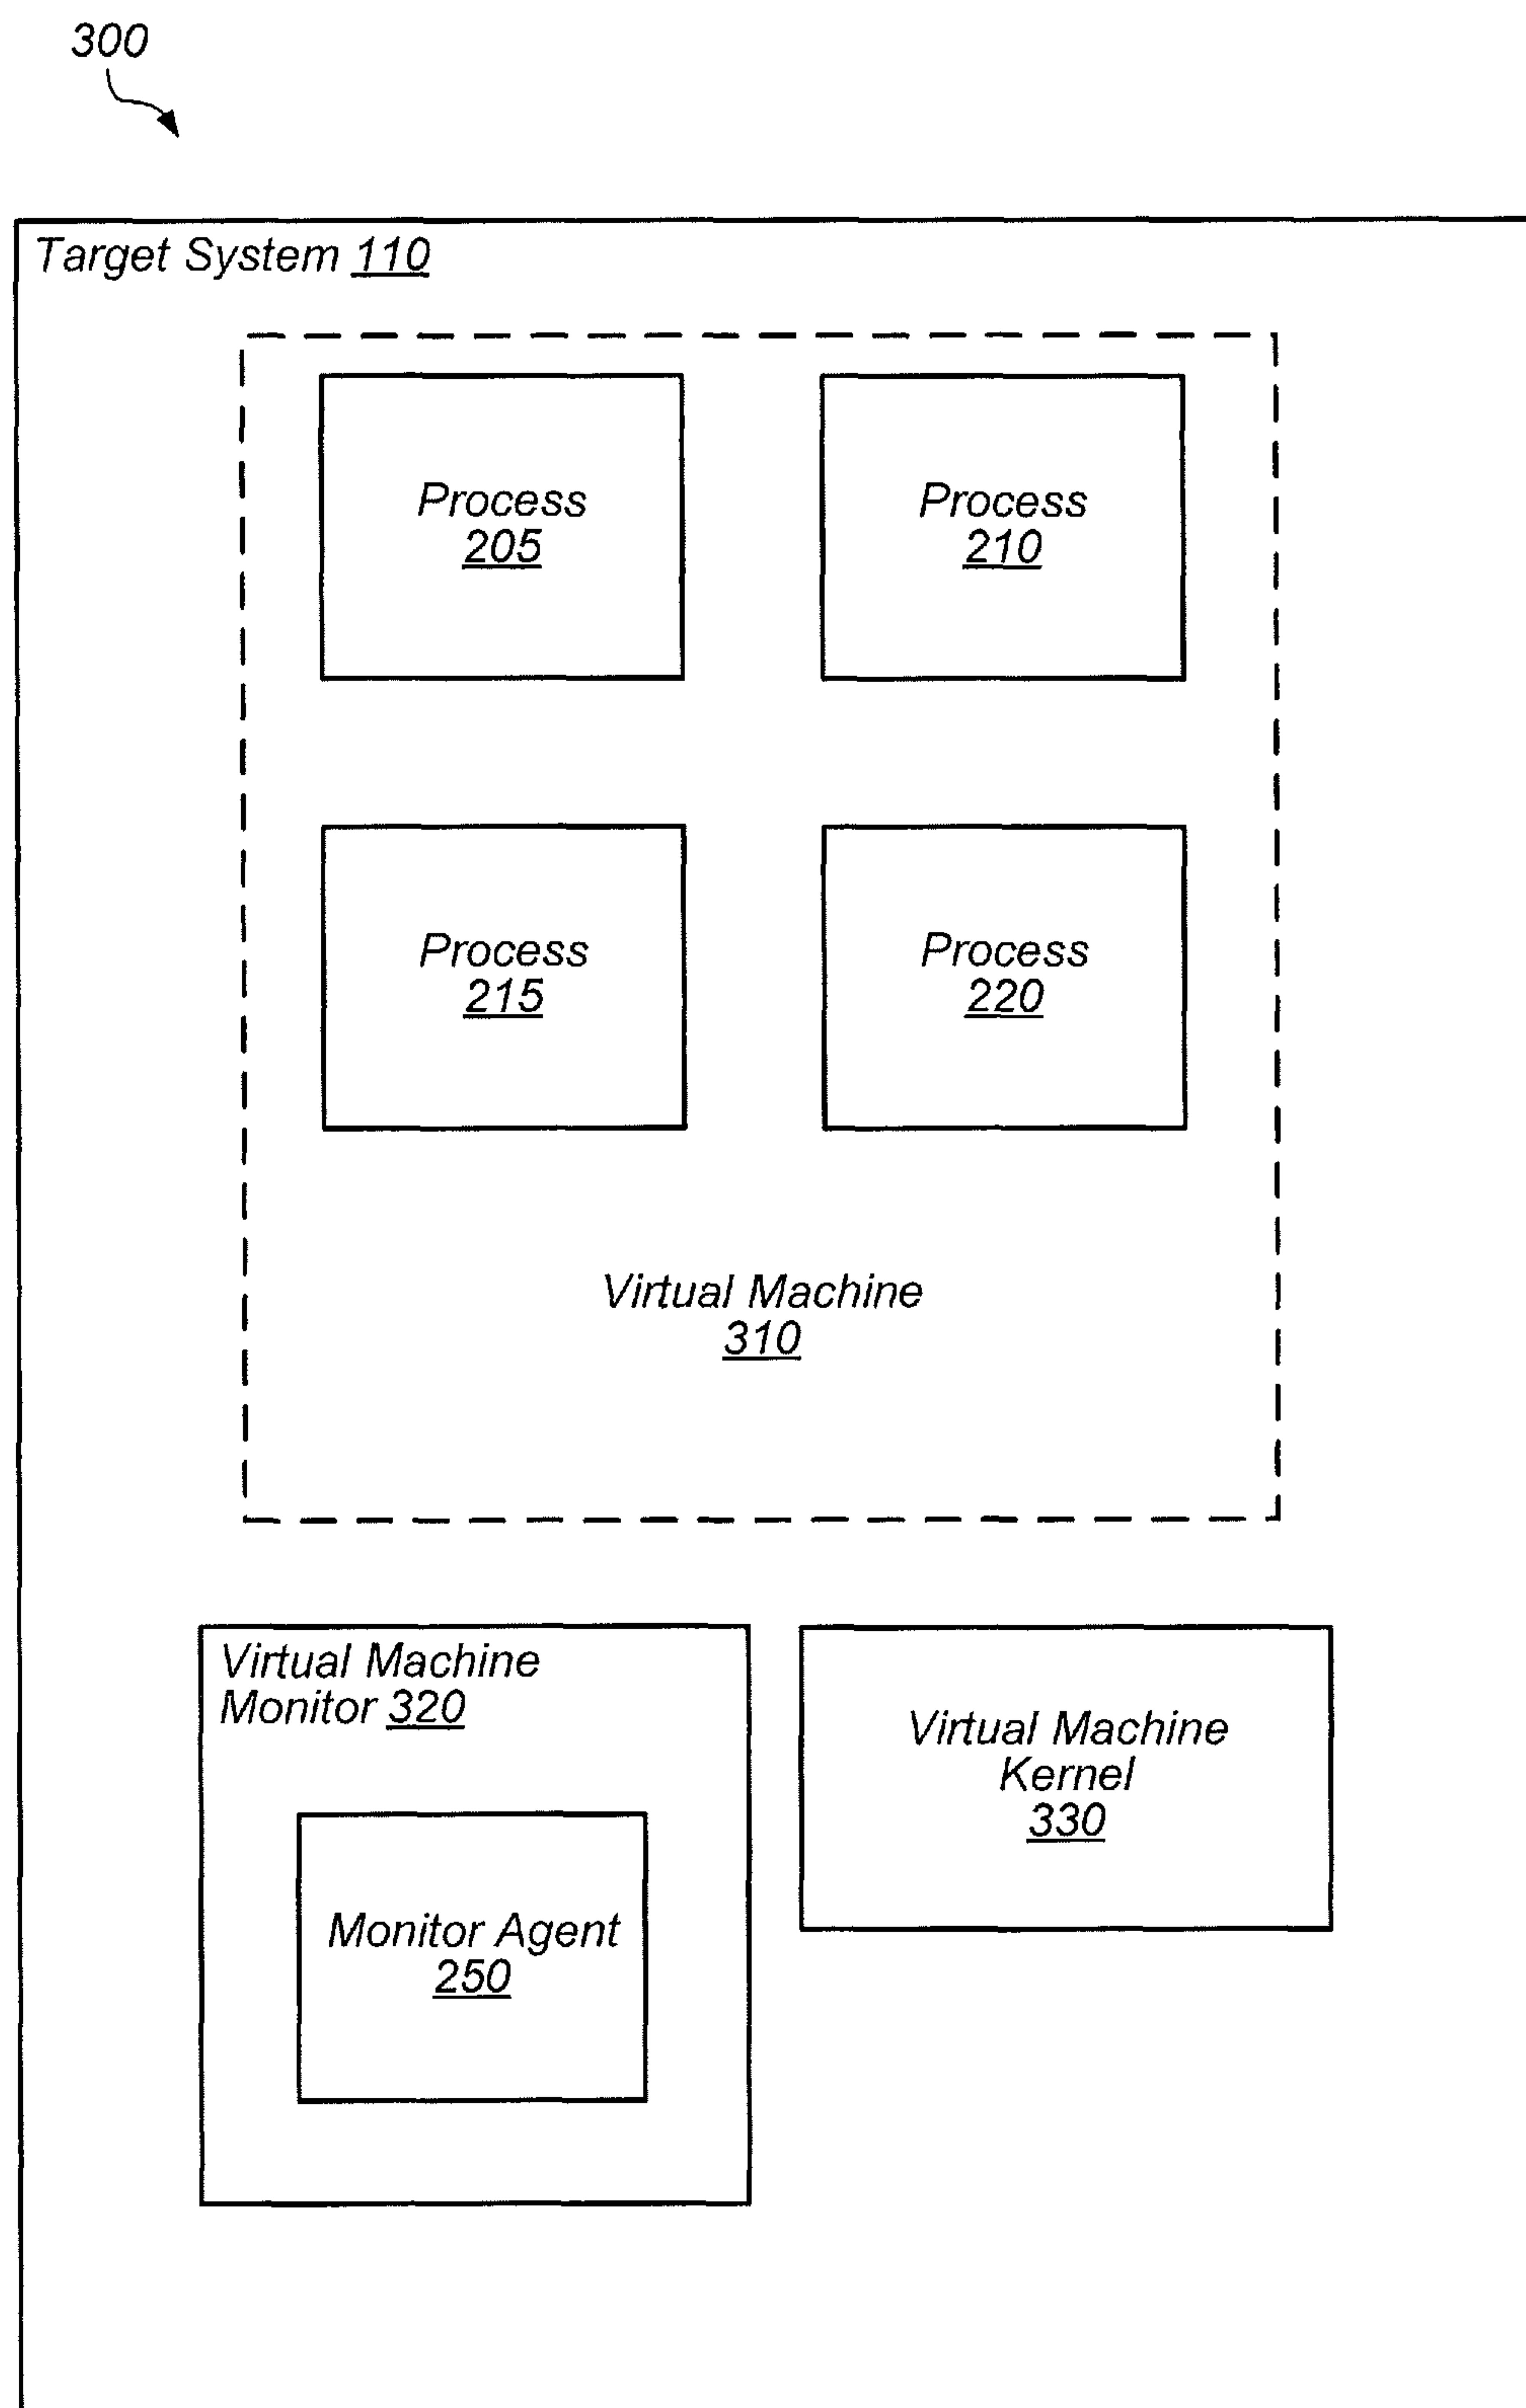 300
Target System 110
Process
205
Process
210
Process
215
Process
220
Virtual Machine
310
Virtual Machine
Monitor 320
Monitor Agent
250
Virtual Machine
Kernel
330